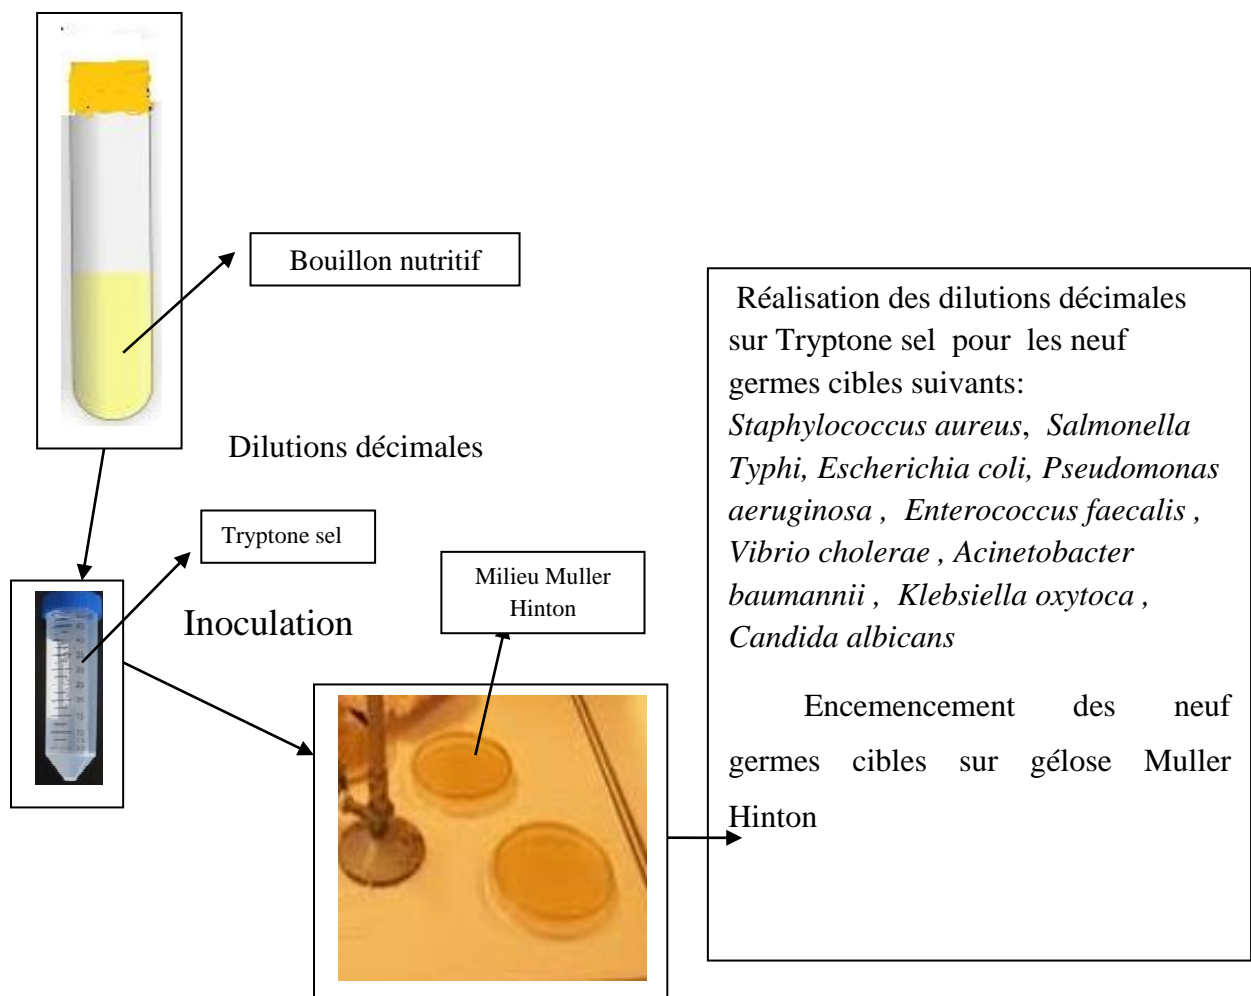 Bouillon nutritif
Dilutions décimales
Tryptone sel
Inoculation
Milieu Muller
Hinton
Réalisation des dilutions décimales
sur Tryptone sel pour les neuf
germes cibles suivants:
Staphylococcus aureus, Salmonella
Typhi, Escherichia coli, Pseudomonas
aeruginosa , Enterococcus faecalis ,
Vibrio cholerae , Acinetobacter
baumannii , Klebsiella oxytoca ,
Candida albicans
Encemencement des neuf
germes cibles sur gélose Muller
Hinton